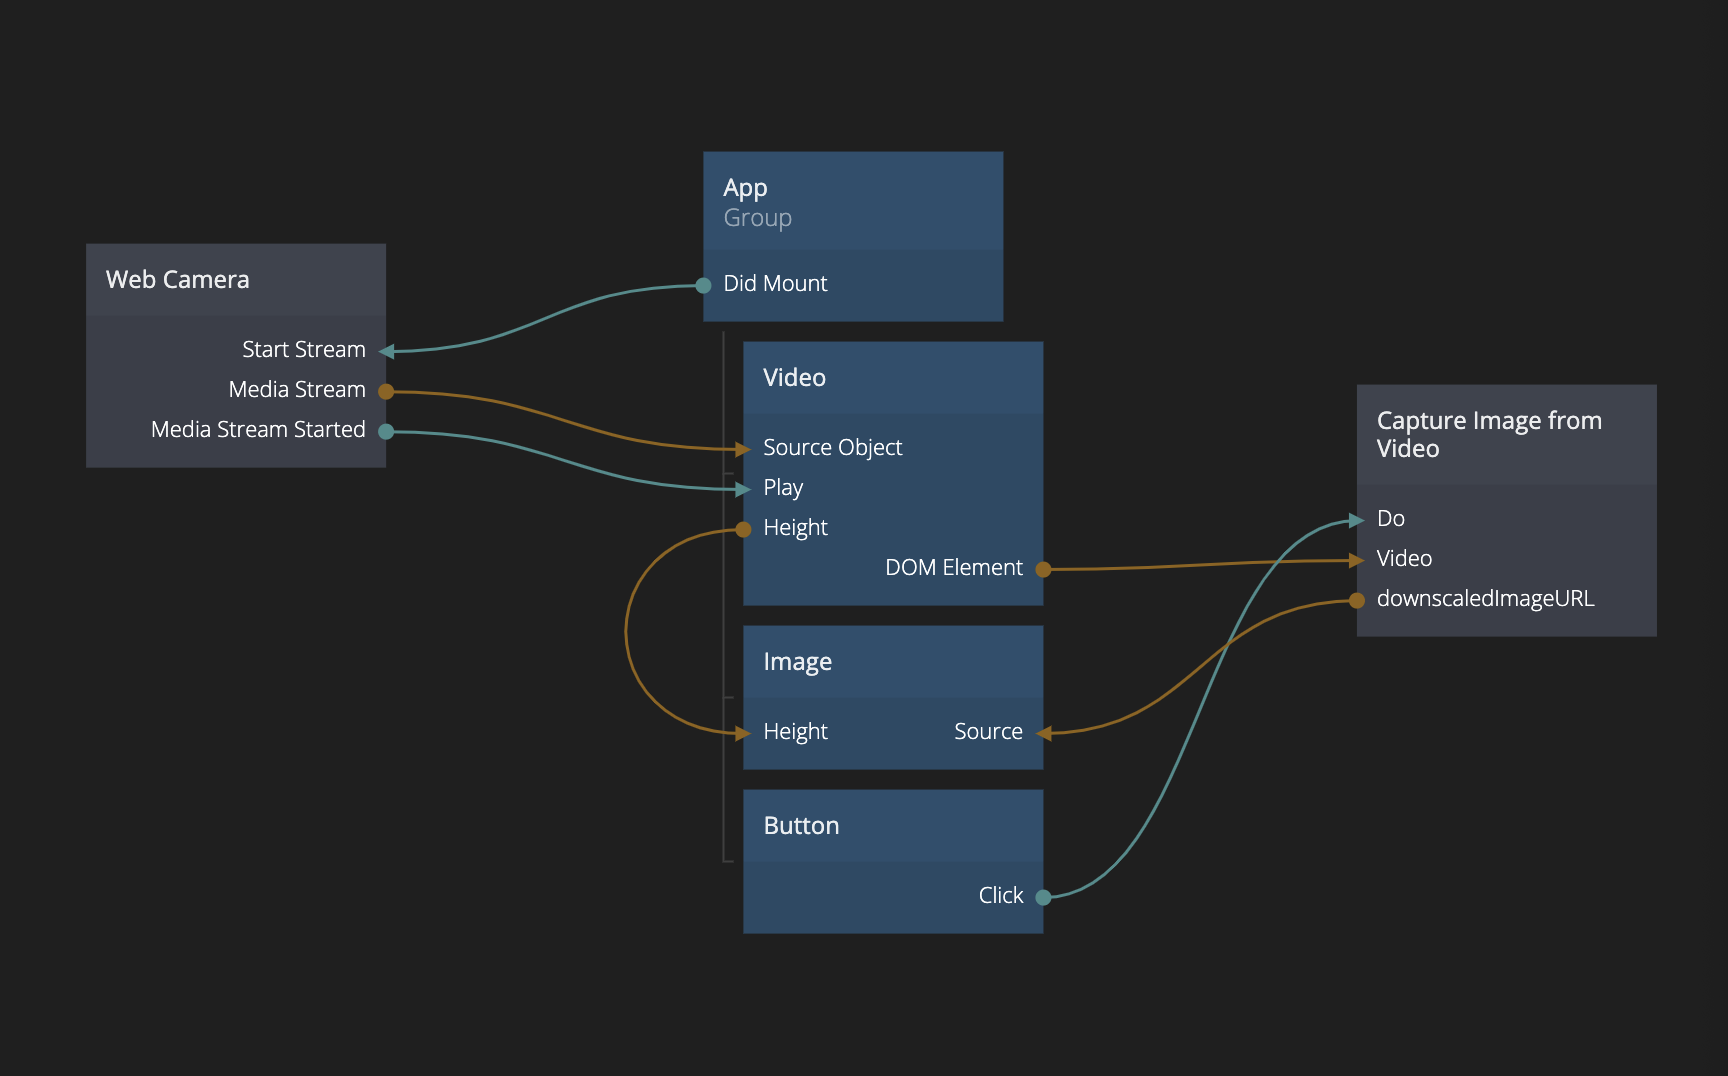 Web Camera
Start Stream
Media Stream
Media Stream Started
App
Group
Did Mount
Video
Source Object
Play
Height
DOM Element
Image
Height
Source
Button
Click
Capture Image from
Video
Do
Video
downscaledImageURL